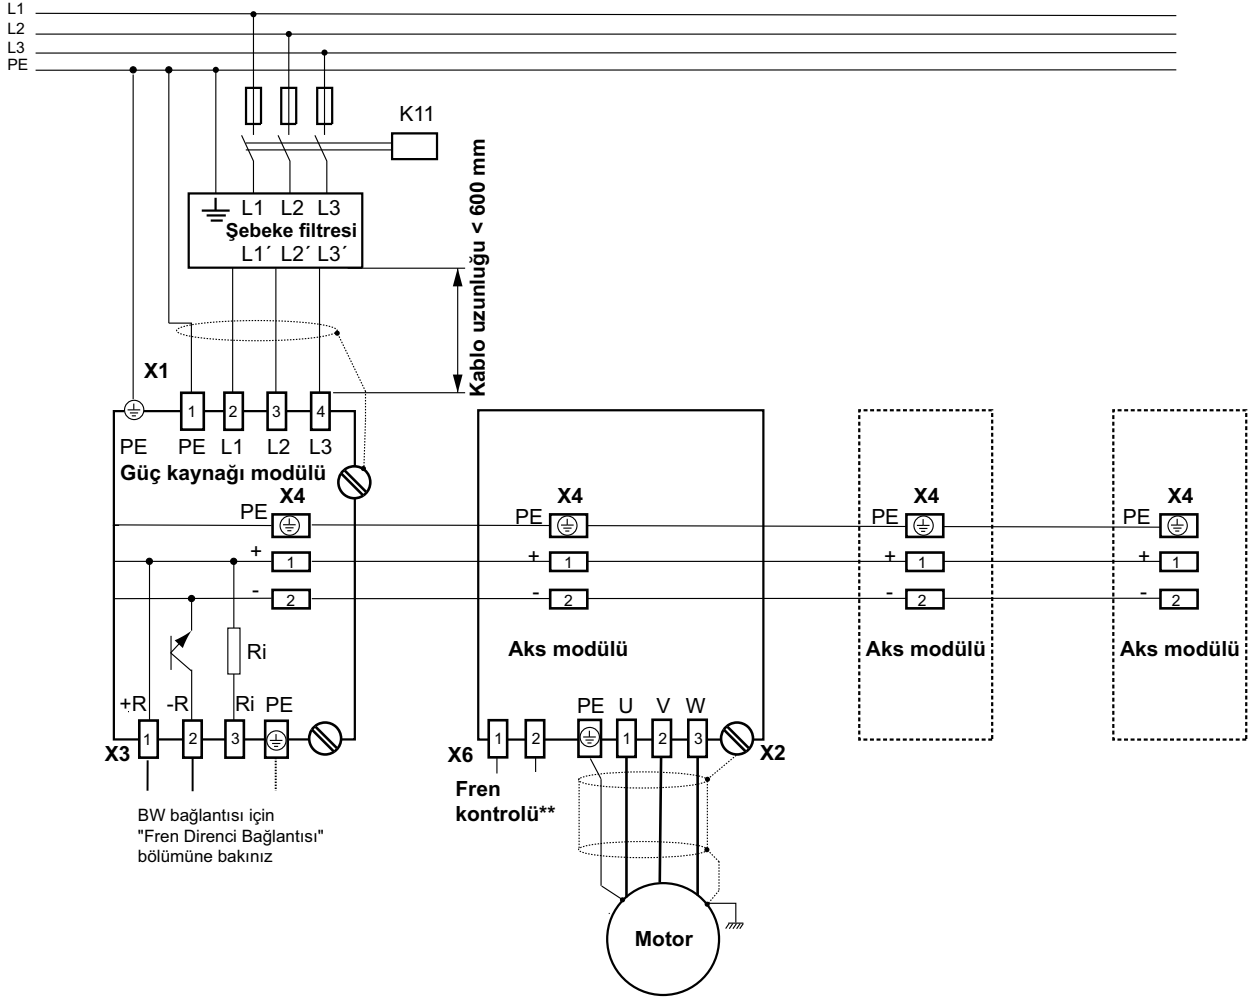 L1
L2
L3
PE
K11
L1 L2 L3
Şebeke filtresi
L1´ L2´ L3´
Kablo uzunluğu < 600 mm
X1
1 2 3 4
PE PE L1 L2 L3
Güç kaynağı modülü
X4 X4 X4 X4
PE PE PE PE
+ 1 + 1 + 1 + 1
- 2 - 2 - 2 - 2
Ri
Aks modülü Aks modülü Aks modülü
+R -R Ri PE
PE U V W
X3 1 2 3
X6 1 2 1 2 3 X2
Fren
kontrolü**
BW bağlantısı için
"Fren Direnci Bağlantısı"
bölümüne bakınız
Motor